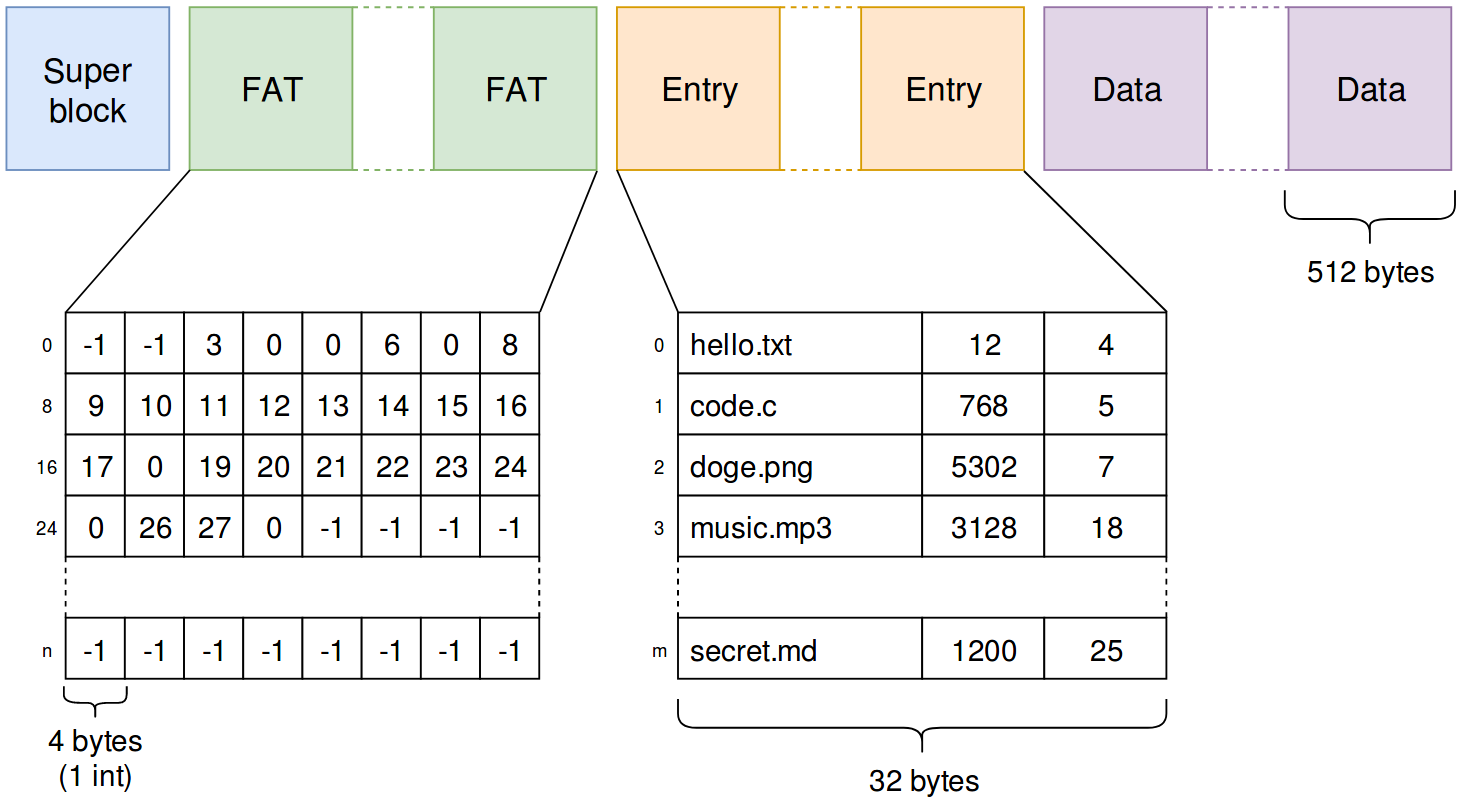 Super
block
FAT
FAT
Entry
Entry
Data
Data
512 bytes
0 -1 -1 3 0 0 6 0 8
8 9 10 11 12 13 14 15 16
16 17 0 19 20 21 22 23 24
24 0 26 27 0 -1 -1 -1 -1
n -1 -1 -1 -1 -1 -1 -1 -1
4 bytes
(1 int)
0 hello.txt 12 4
1 code.c 768 5
2 doge.png 5302 7
3 music.mp3 3128 18
m secret.md 1200 25
32 bytes